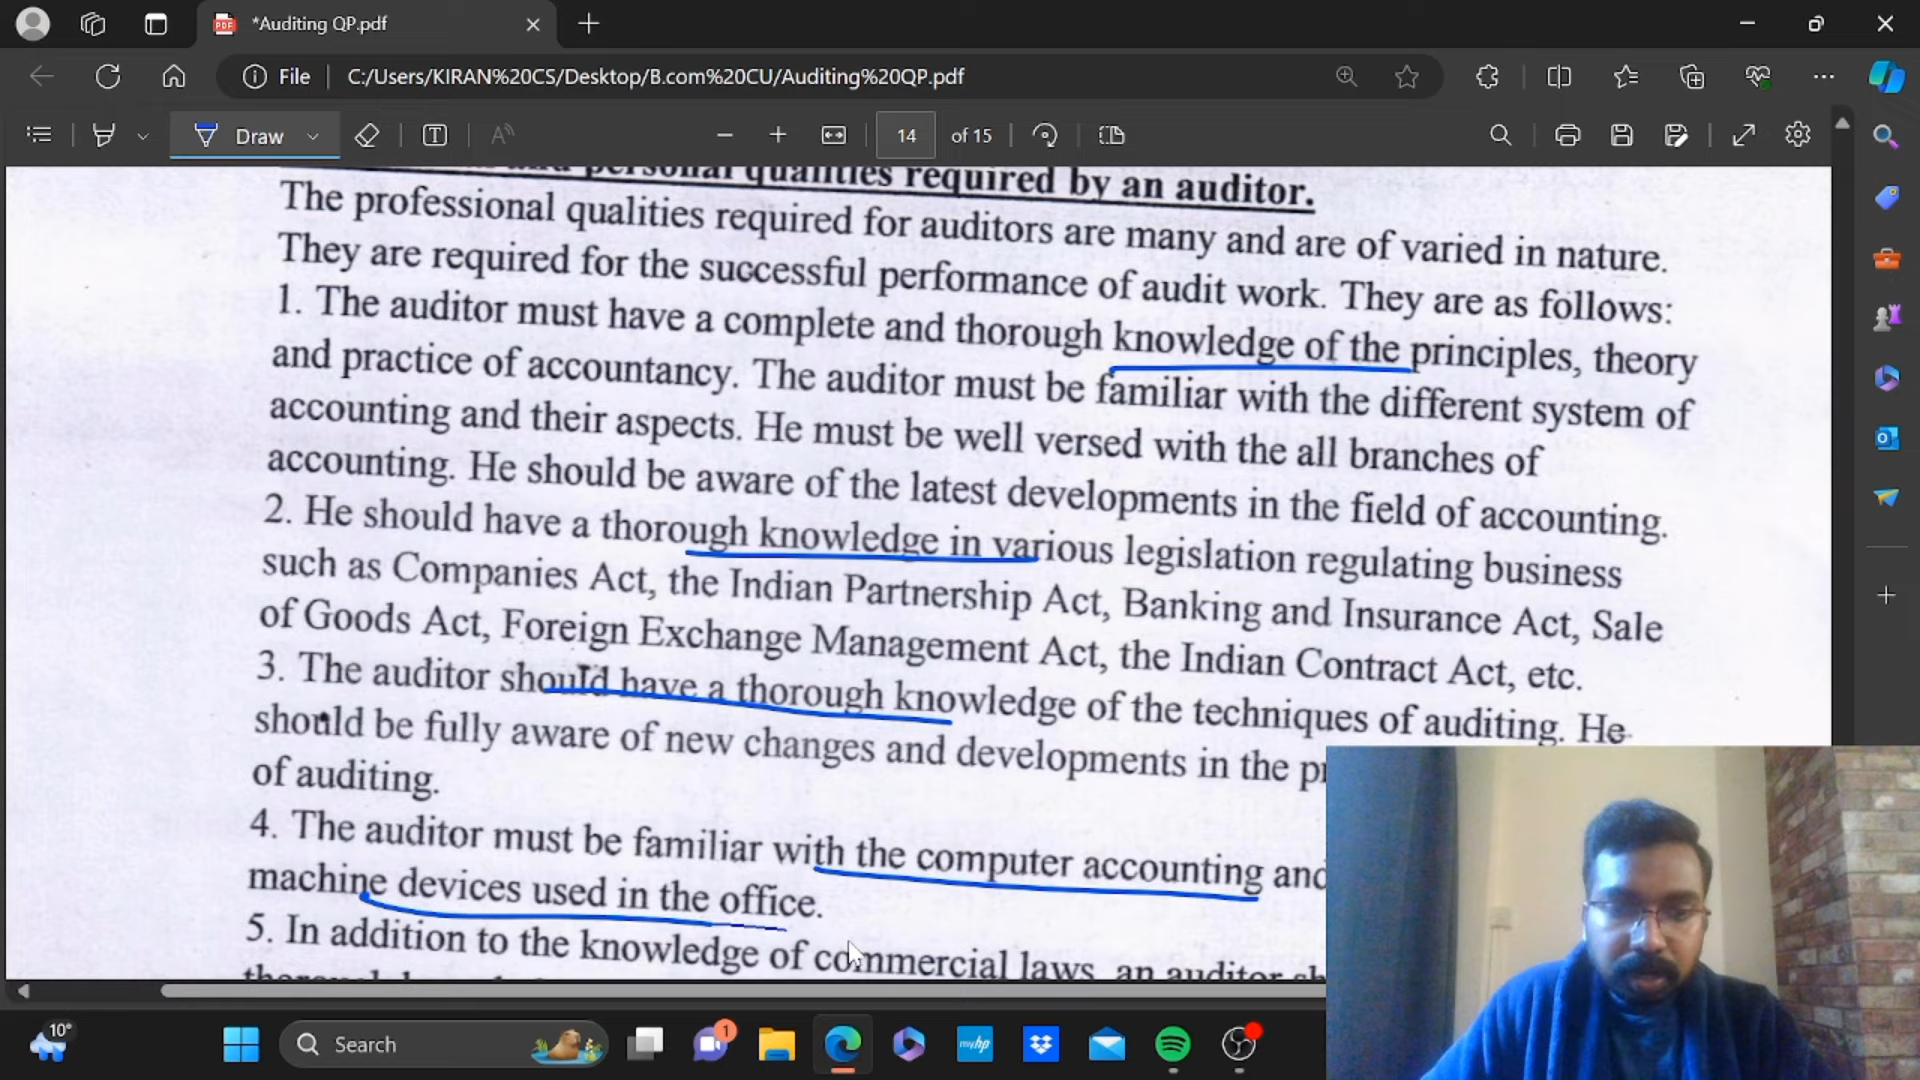 *Auditing QP.pdf
File
C:/Users/KIRAN%20CS/Desktop/B.com%20CU/Auditing%20QP.pdf
Draw
14
of 15
and personal qualities required by an auditor.
The professional qualities required for auditors are many and are of varied in nature.
They are required for the successful performance of audit work. They are as follows:
1. The auditor must have a complete and thorough knowledge of the principles, theory
and practice of accountancy. The auditor must be familiar with the different system of
accounting and their aspects. He must be well versed with the all branches of
accounting. He should be aware of the latest developments in the field of accounting.
2. He should have a thorough knowledge in various legislation regulating business
such as Companies Act, the Indian Partnership Act, Banking and Insurance Act, Sale
of Goods Act, Foreign Exchange Management Act, the Indian Contract Act, etc.
3. The auditor should have a thorough knowledge of the techniques of auditing. He
should be fully aware of new changes and developments in the
of auditing.
4. The auditor must be familiar with the computer accounting and
machine devices used in the office.
5. In addition to the knowledge of commercial laws, an auditor
10°
Search
1
myhp